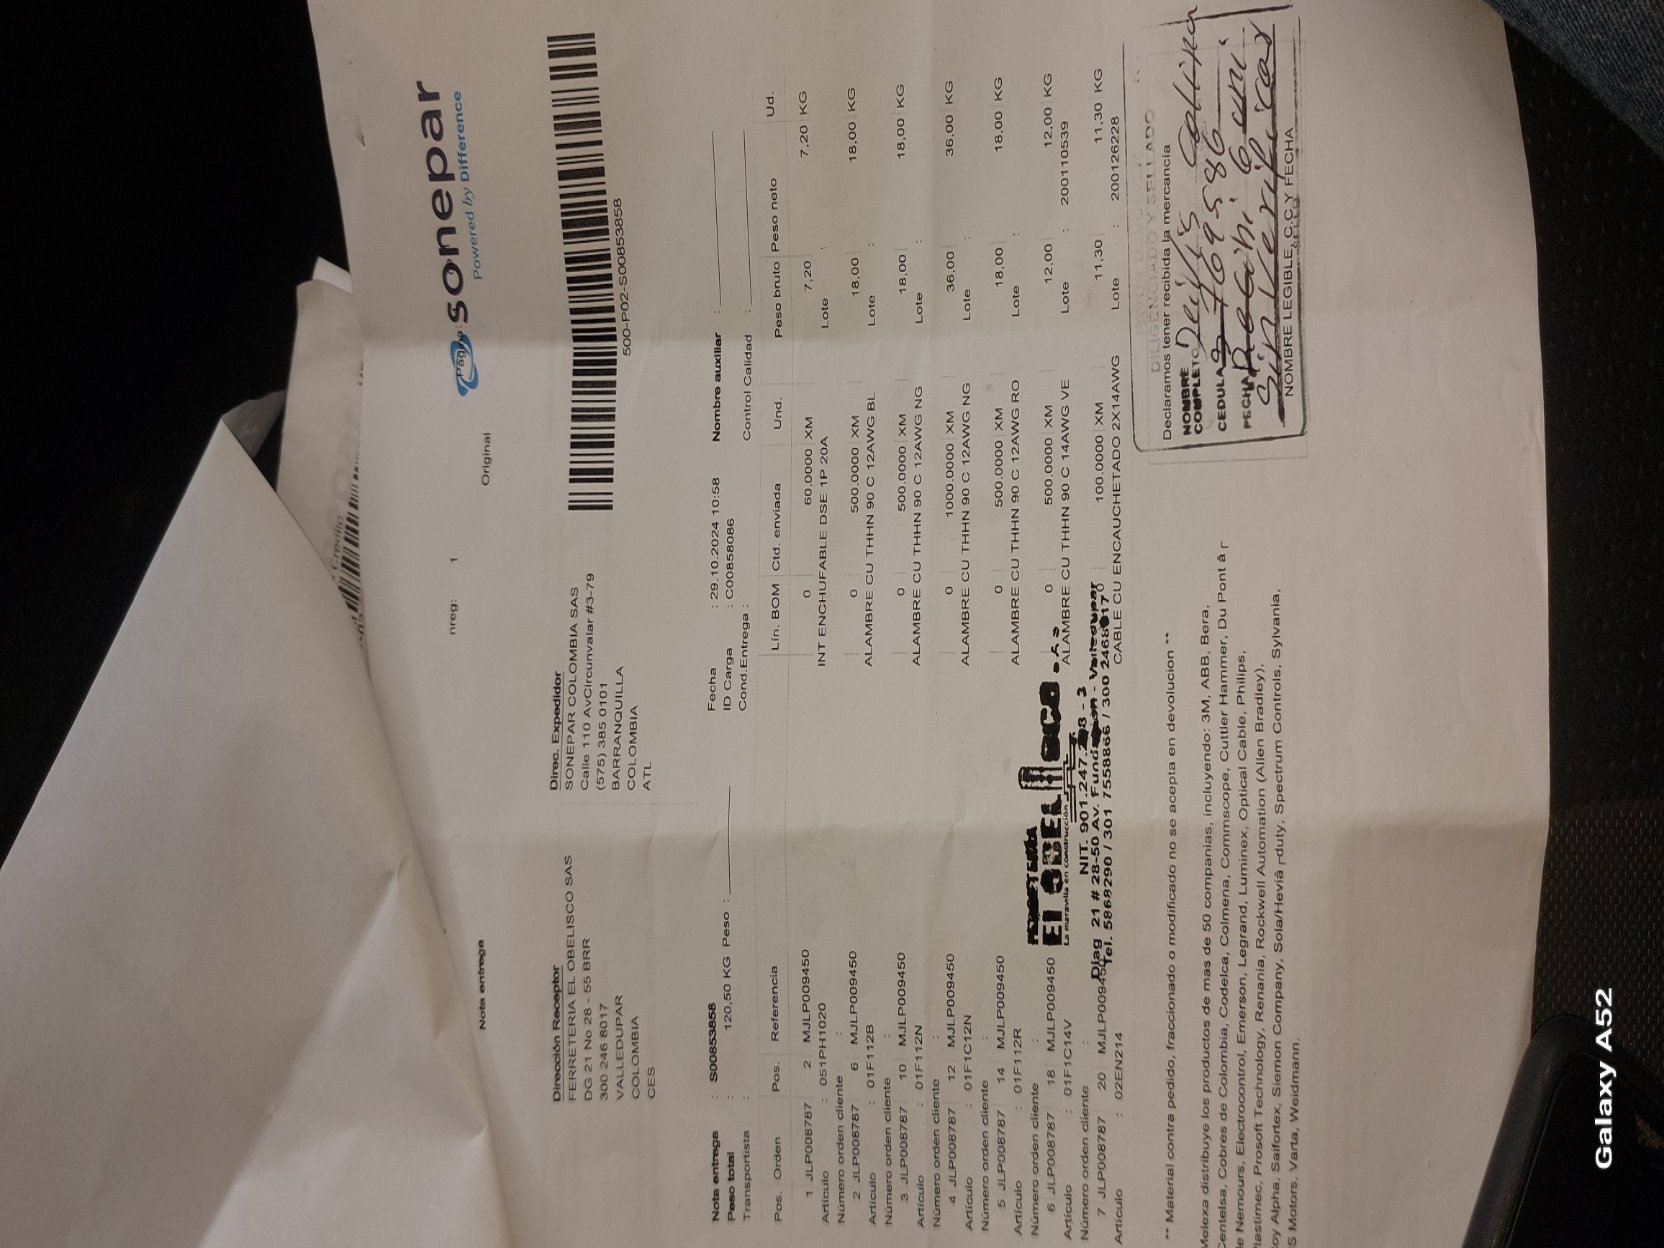 sonepar
Powered by Difference
Página:
Nota entrega
nreg: 1
Original
Dirección Receptor
FERRETERIA EL OBELISCO SAS
DG 21 No 28 - 55 BRR
300 246 8017
VALLEDUPAR
COLOMBIA
CES
Direc. Expedidor
SONEPAR COLOMBIA SAS
Calle 110 AvCircunvalar #3-79
(575) 385 0101
BARRANQUILLA
COLOMBIA
ATL
500-P02-S00853858
Nota entrega : S00853858
Peso total : 120,50 KG Peso :
Transportista :
Fecha : 29.10.2024 10:58
ID Carga : C00858086
Cond.Entrega :
Nombre auxiliar :
Control Calidad :
Pos. Orden Pos. Referencia Lín. BOM Ctd. enviada Und. Peso bruto Peso neto Ud.
1 JLP008787 2 MJLP009450 0 60.0000 XM 7,20 7,20 KG
Artículo : 051PH1020 INT ENCHUFABLE DSE 1P 20A Lote :
Número orden cliente :
2 JLP008787 6 MJLP009450 0 500.0000 XM 18,00 18,00 KG
Artículo : 01F112B ALAMBRE CU THHN 90 C 12AWG BL Lote :
Número orden cliente :
3 JLP008787 10 MJLP009450 0 500.0000 XM 18,00 18,00 KG
Artículo : 01F112N ALAMBRE CU THHN 90 C 12AWG NG Lote :
Número orden cliente :
4 JLP008787 12 MJLP009450 0 1000.0000 XM 36,00 36,00 KG
Artículo : 01F1C12N ALAMBRE CU THHN 90 C 12AWG NG Lote :
Número orden cliente :
5 JLP008787 14 MJLP009450 0 500.0000 XM 18,00 18,00 KG
Artículo : 01F112R ALAMBRE CU THHN 90 C 12AWG RO Lote :
Número orden cliente :
6 JLP008787 18 MJLP009450 0 500.0000 XM 12,00 12,00 KG
Artículo : 01F1C14V ALAMBRE CU THHN 90 C 14AWG VE Lote : 200110539
Número orden cliente :
7 JLP008787 20 MJLP009450 0 100.0000 XM 11,30 11,30 KG
Artículo : 02EN214 CABLE CU ENCAUCHETADO 2X14AWG Lote : 200126228
EL OBELISCO
La maravilla en construcción
NIT. 901.247. - 3
Diag 21 # 28-50 Av. Fundación - Valledupar
Tel. 5868290 / 301 7558866 / 300 2468017
** Material contra pedido, fraccionado o modificado no se acepta en devolucion **
Melexa distribuye los productos de mas de 50 companias, incluyendo: 3M, ABB, Bera,
Centelsa, Cobres de Colombia, Codelca, Colmena, Commscope, Cuttler Hammer, Du Pont
de Nemours, Electrocontrol, Emerson, Legrand, Luminex, Optical Cable, Philips,
Plastimec, Prosoft Technology, Renania, Rockwell Automation (Allen Bradley),
Roy Alpha, Saifortex, Siemon Company, Sola/Heviâ r-duty, Spectrum Controls, Sylvania,
US Motors, Varta, Weidmann.
DILIGENCIADO Y SELLADO
Declaramos tener recibida la mercancia
NOMBRE
COMPLETO Deivis
CEDULA
FECHA Recibi
Sin Verificar
NOMBRE LEGIBLE, C.C.Y FECHA
SELLO
Galaxy A52